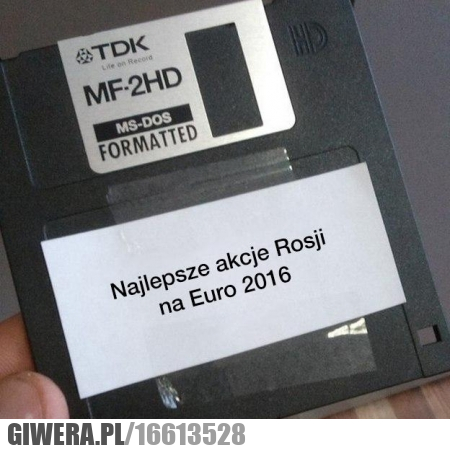 TDK
Life on Record
HD
MF-2HD
MS-DOS
FORMATTED
Najlepsze akcje Rosji
na Euro 2016
GIWERA.PL/16613528